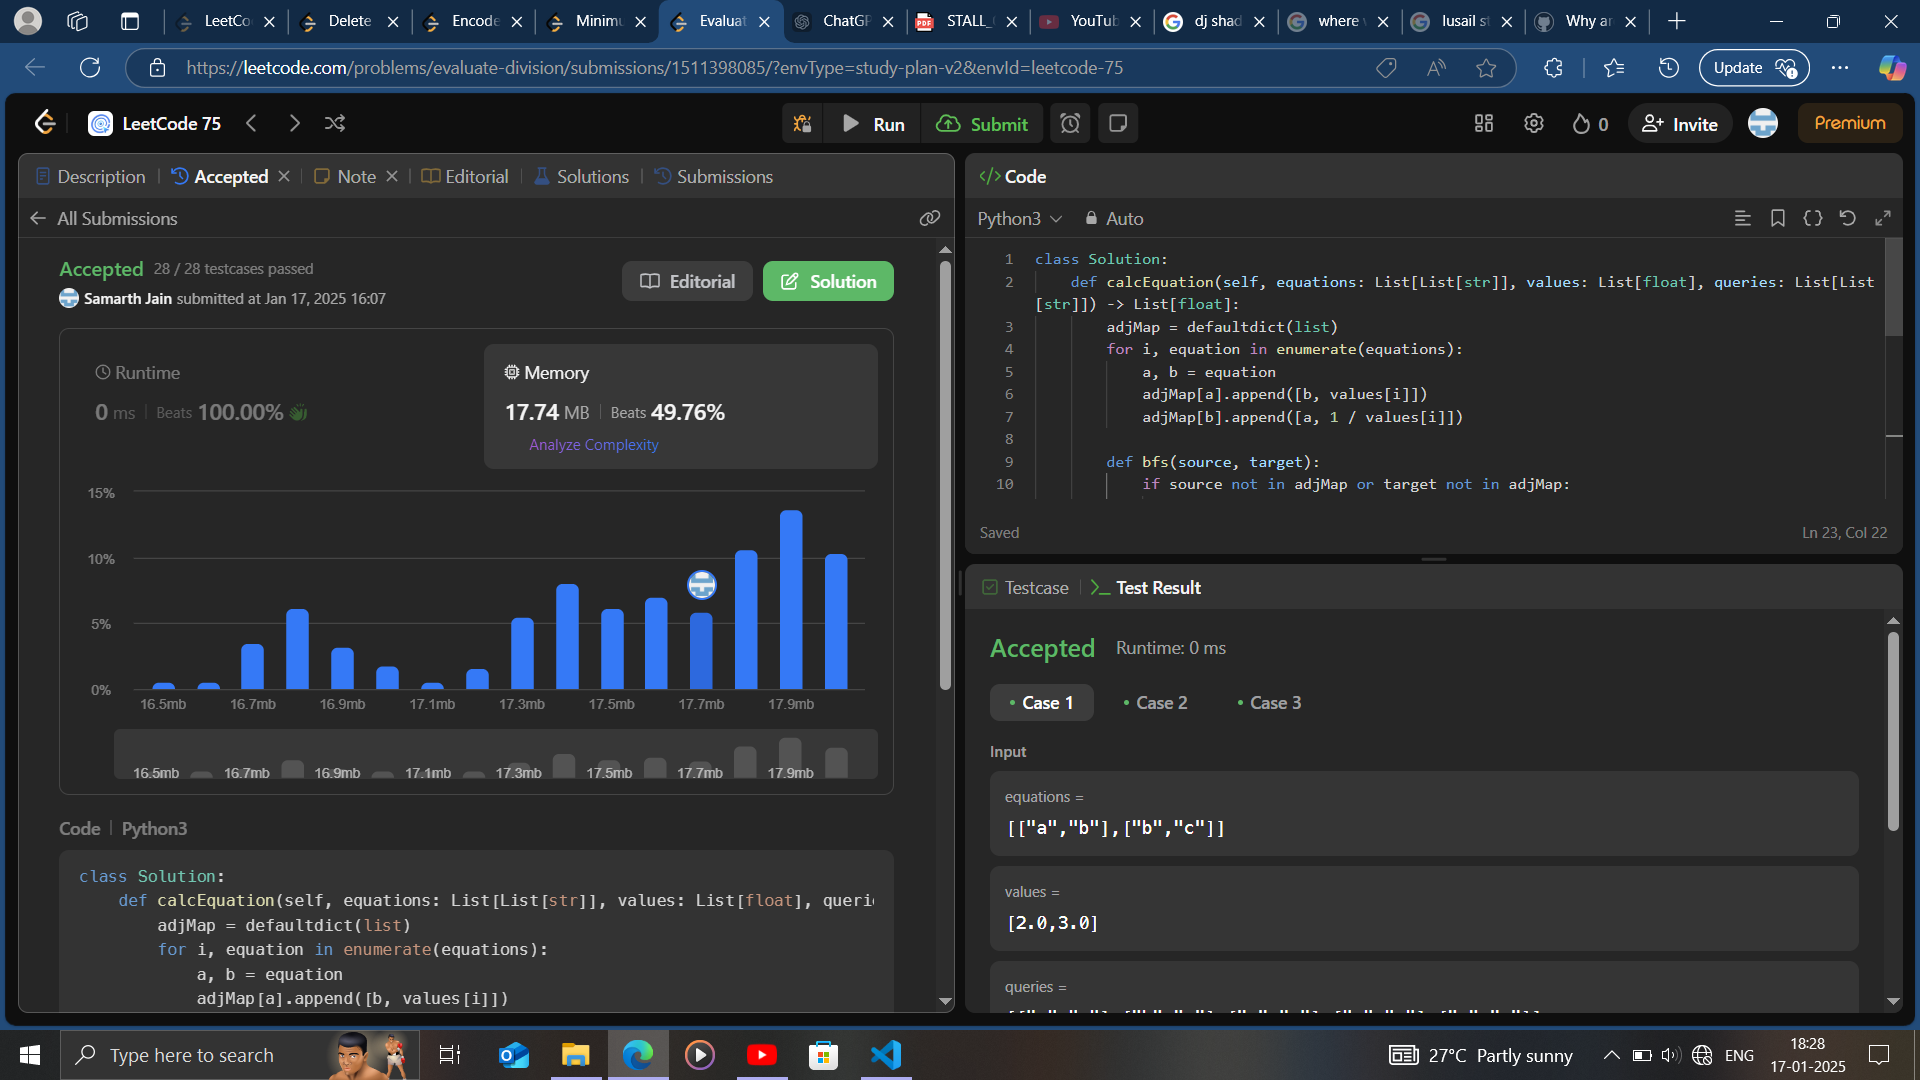 LeetCo
Delete
Encode
Minimu
Evaluat
ChatGP
STALL_
YouTub
dj shad
where
lusail s
Why a
https://leetcode.com/problems/evaluate-division/submissions/1511398085/?envType=study-plan-v2&envId=leetcode-75
Update
LeetCode 75
Run
Submit
0
Invite
Premium
Description
Accepted
Note
Editorial
Solutions
Submissions
All Submissions
Accepted 28 / 28 testcases passed
Samarth Jain submitted at Jan 17, 2025 16:07
Editorial
Solution
Runtime
0 ms Beats 100.00%
Memory
17.74 MB Beats 49.76%
Analyze Complexity
15%
10%
5%
0%
16.5mb 16.7mb 16.9mb 17.1mb 17.3mb 17.5mb 17.7mb 17.9mb
16.5mb 16.7mb 16.9mb 17.1mb 17.3mb 17.5mb 17.7mb 17.9mb
Code Python3
class Solution:
def calcEquation(self, equations: List[List[str]], values: List[float], queri
adjMap = defaultdict(list)
for i, equation in enumerate(equations):
a, b = equation
adjMap[a].append([b, values[i]])
</> Code
Python3 Auto
1 class Solution:
2 def calcEquation(self, equations: List[List[str]], values: List[float], queries: List[List
[str]]) -> List[float]:
3 adjMap = defaultdict(list)
4 for i, equation in enumerate(equations):
5 a, b = equation
6 adjMap[a].append([b, values[i]])
7 adjMap[b].append([a, 1 / values[i]])
8
9 def bfs(source, target):
10 if source not in adjMap or target not in adjMap:
Saved
Ln 23, Col 22
Testcase
Test Result
Accepted Runtime: 0 ms
Case 1
Case 2
Case 3
Input
equations =
[["a","b"],["b","c"]]
values =
[2.0,3.0]
queries =
Type here to search
27°C Partly sunny
ENG
18:28
17-01-2025